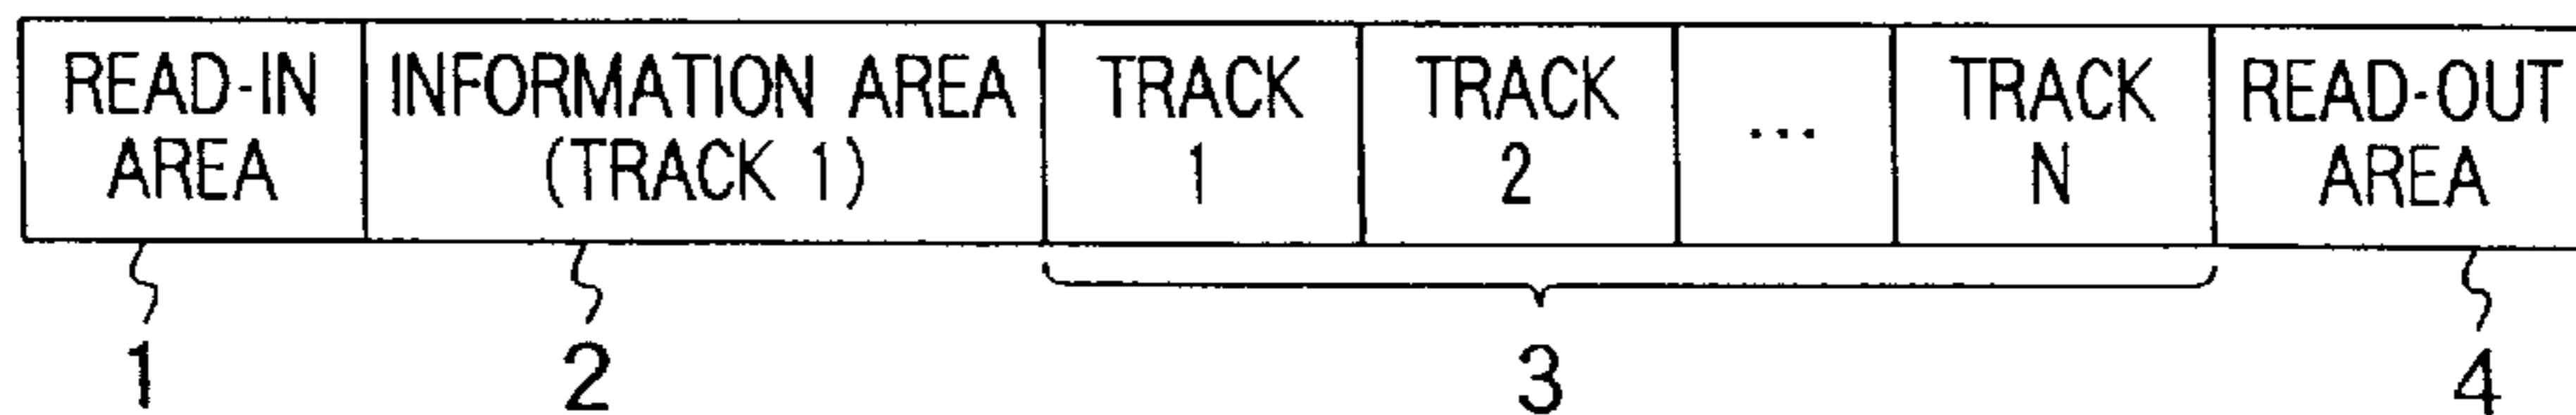 READ-IN AREA
INFORMATION AREA (TRACK 1)
TRACK 1
TRACK 2
...
TRACK N
READ-OUT AREA
1
2
3
4